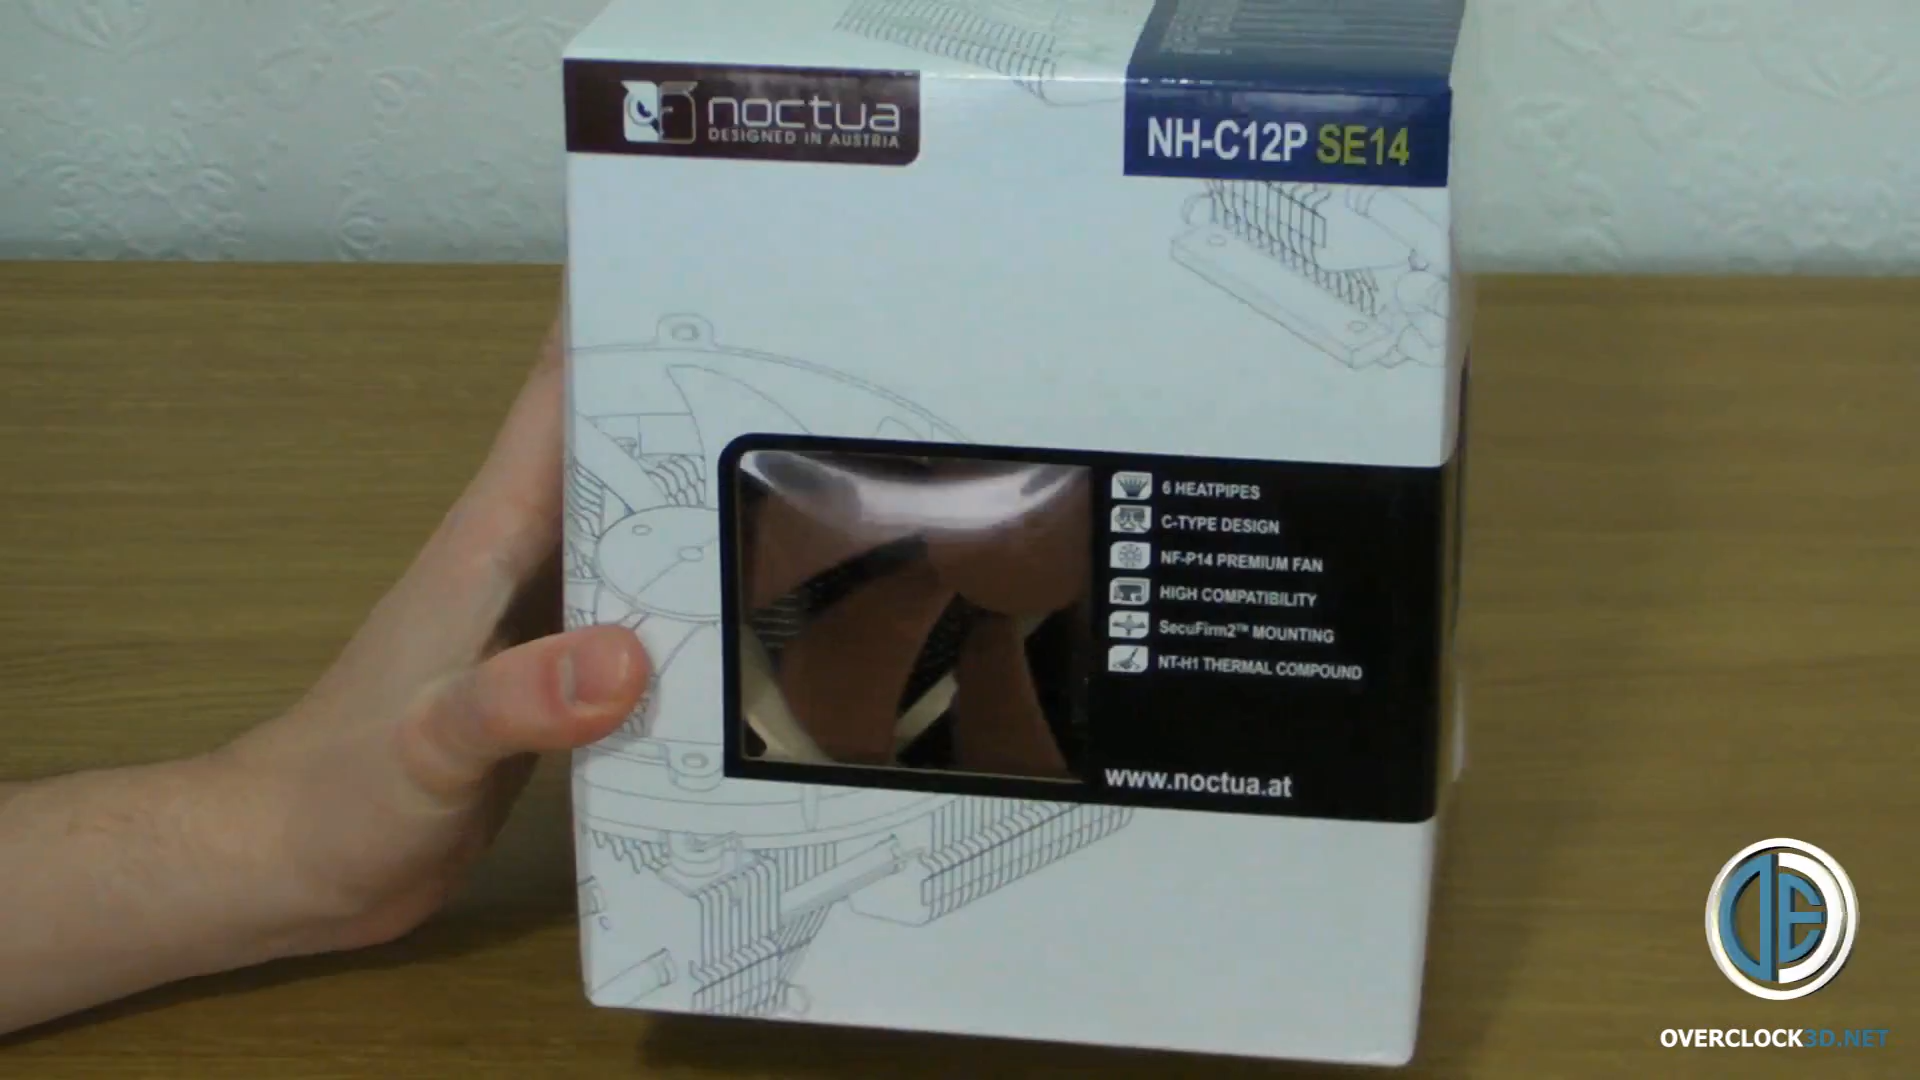 noctua
DESIGNED IN AUSTRIA
NH-C12P SE14
6 HEATPIPES
C-TYPE DESIGN
NF-P14 PREMIUM FAN
HIGH COMPATIBILITY
SecuFirm2™ MOUNTING
NT-H1 THERMAL COMPOUND
www.noctua.at
OVERCLOCK3D.NET